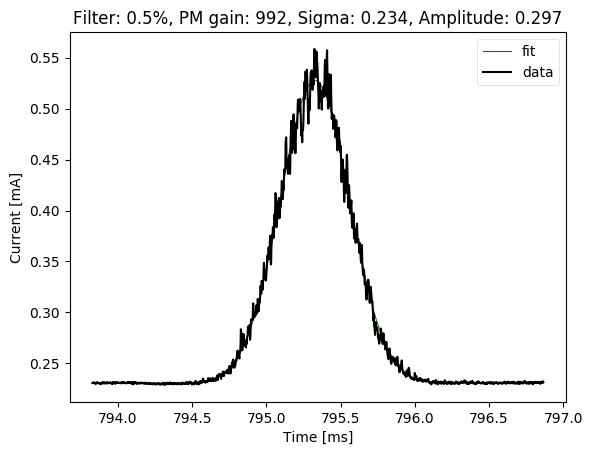 Filter: 0.5%, PM gain: 992, Sigma: 0.234, Amplitude: 0.297
fit
data
0.55
0.50
0.45
0.40
0.35
0.30
0.25
Current [mA]
794.0 794.5 795.0 795.5 796.0 796.5 797.0
Time [ms]